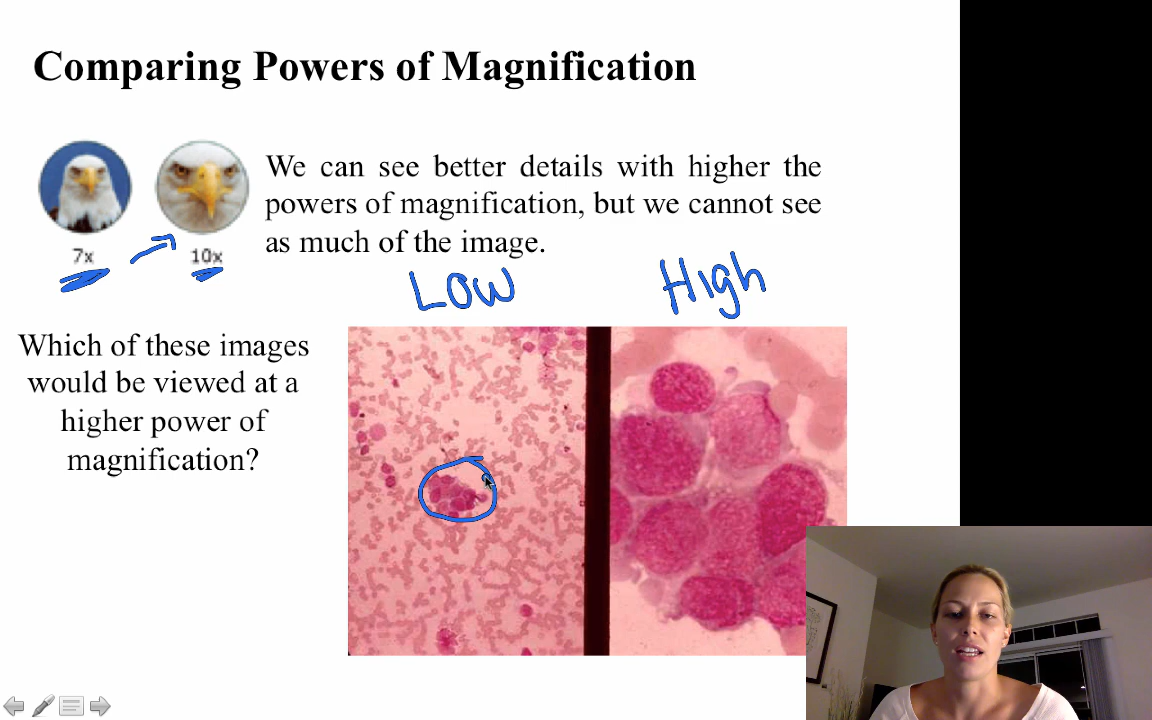 Comparing Powers of Magnification
We can see better details with higher the
powers of magnification, but we cannot see
as much of the image.
7x
10x
Low
High
Which of these images
would be viewed at a
higher power of
magnification?